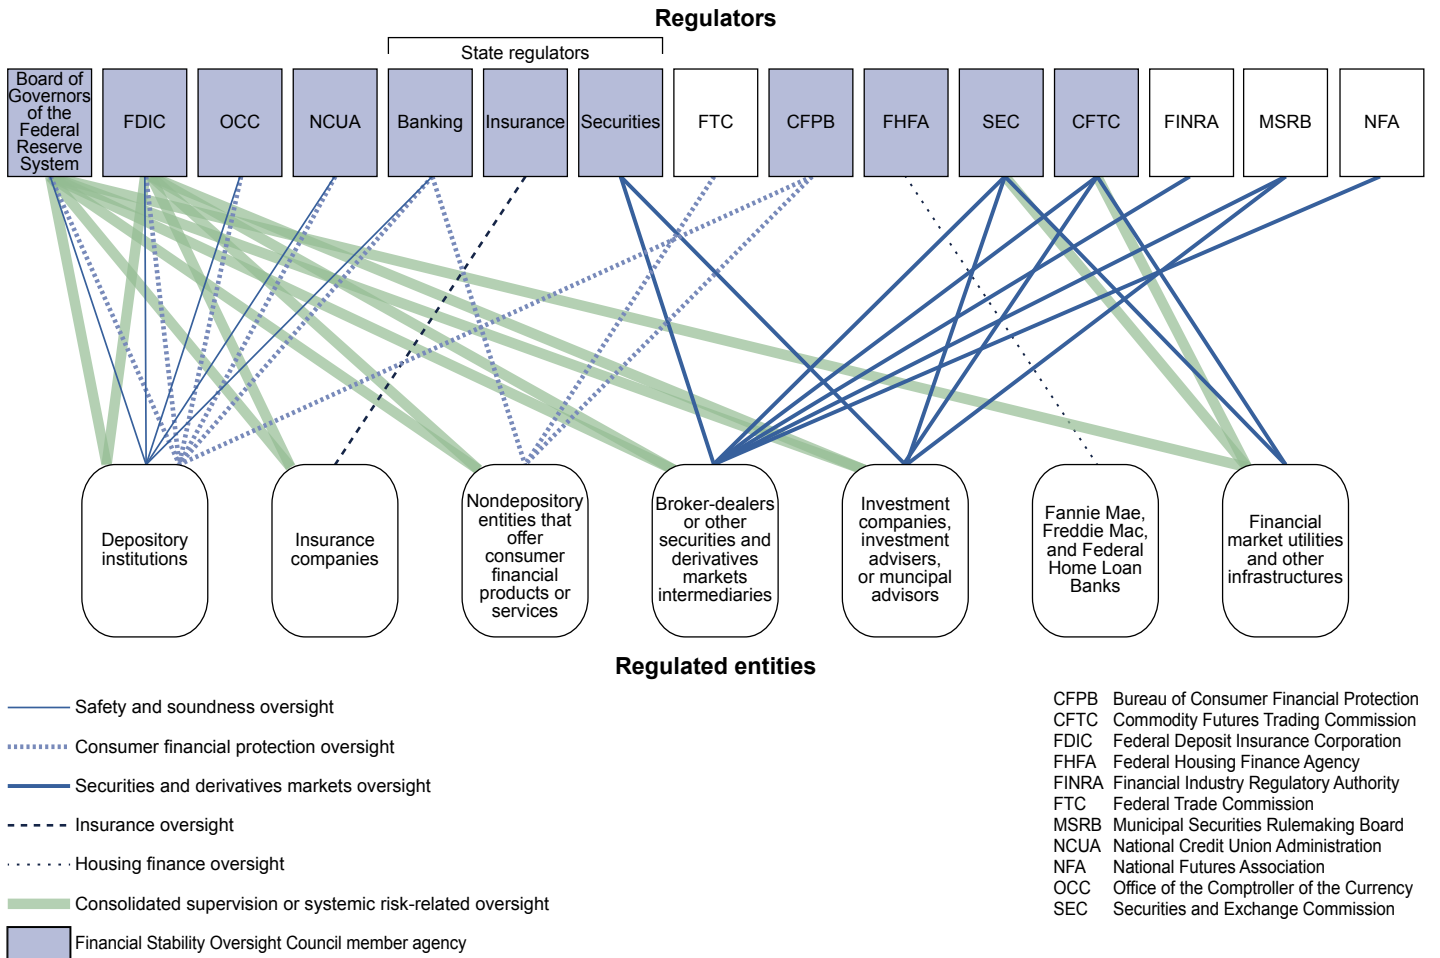 Regulators
State regulators
Board of
Governors
of the
Federal
Reserve
System
FDIC
OCC
NCUA
Banking
Insurance
Securities
FTC
CFPB
FHFA
SEC
CFTC
FINRA
MSRB
NFA
Depository
institutions
Insurance
companies
Nondepository
entities that
offer
consumer
financial
products or
services
Broker-dealers
or other
securities and
derivatives
markets
intermediaries
Investment
companies,
investment
advisers,
or muncipal
advisors
Fannie Mae,
Freddie Mac,
and Federal
Home Loan
Banks
Financial
market utilities
and other
infrastructures
Regulated entities
Safety and soundness oversight
Consumer financial protection oversight
Securities and derivatives markets oversight
Insurance oversight
Housing finance oversight
Consolidated supervision or systemic risk-related oversight
Financial Stability Oversight Council member agency
CFPB Bureau of Consumer Financial Protection
CFTC Commodity Futures Trading Commission
FDIC Federal Deposit Insurance Corporation
FHFA Federal Housing Finance Agency
FINRA Financial Industry Regulatory Authority
FTC Federal Trade Commission
MSRB Municipal Securities Rulemaking Board
NCUA National Credit Union Administration
NFA National Futures Association
OCC Office of the Comptroller of the Currency
SEC Securities and Exchange Commission